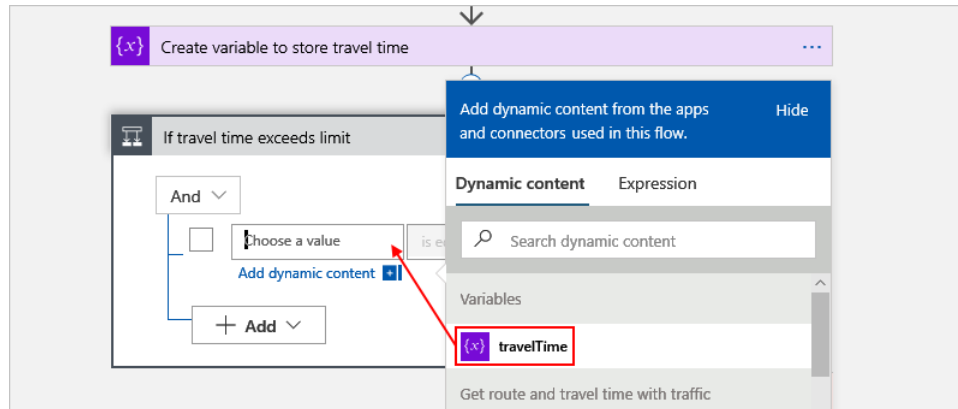 {x} Create variable to store travel time ...
If travel time exceeds limit
Add dynamic content from the apps
and connectors used in this flow.
Hide
And
Choose a value
is e
Add dynamic content +
+ Add
Dynamic content Expression
Search dynamic content
Variables
{x} travelTime
Get route and travel time with traffic